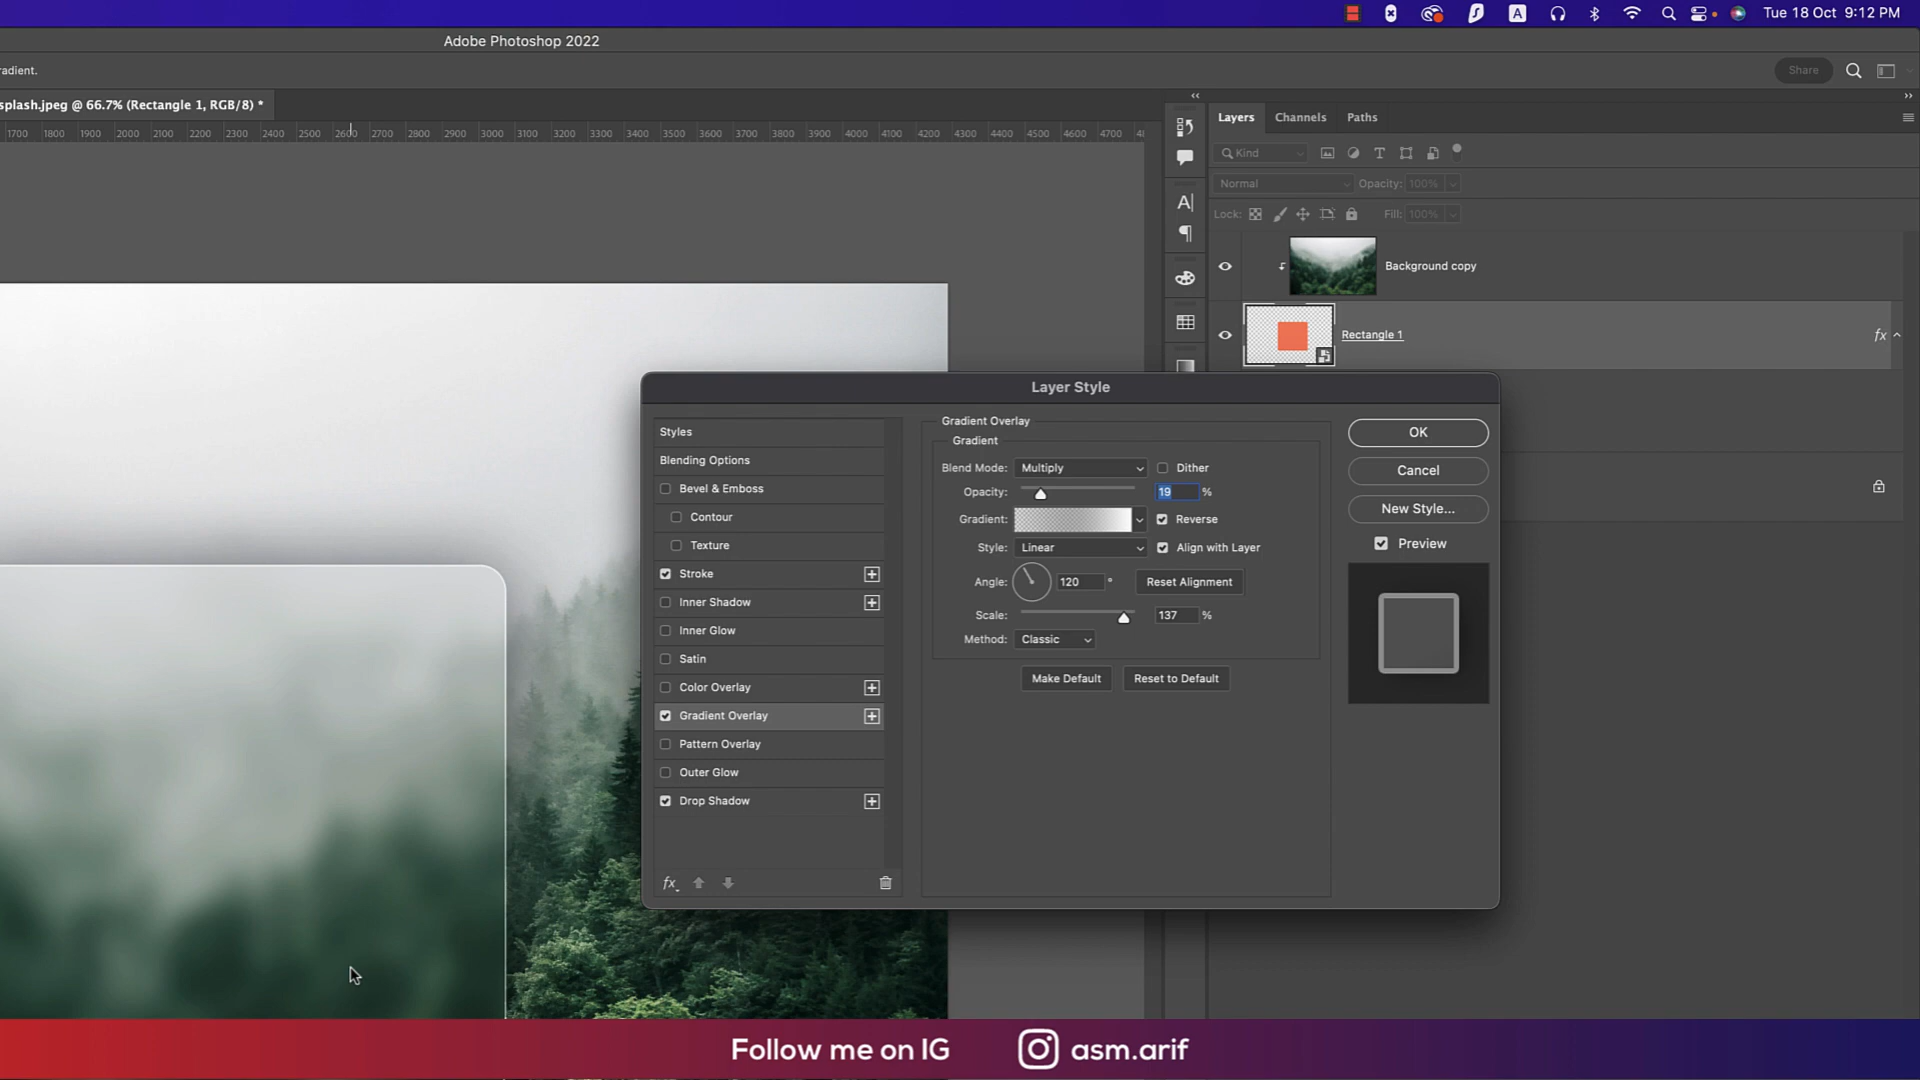 Tue 18 Oct 9:12 PM
Adobe Photoshop 2022
adient.
Share
splash.jpeg @ 66.7% (Rectangle 1, RGB/8) *
1700 1800 1900 2000 2100 2200 2300 2400 2500 2600 2700 2800 2900 3000 3100 3200 3300 3400 3500 3600 3700 3800 3900 4000 4100 4200 4300 4400 4500 4600 4700
Layers Channels Paths
Kind
Normal Opacity: 100%
Lock: Fill: 100%
Background copy
Rectangle 1 fx
Layer Style
Styles
Blending Options
Bevel & Emboss
Contour
Texture
Stroke
Inner Shadow
Inner Glow
Satin
Color Overlay
Gradient Overlay
Pattern Overlay
Outer Glow
Drop Shadow
fx
Gradient Overlay
Gradient
Blend Mode: Multiply Dither
Opacity: 19 %
Gradient: Reverse
Style: Linear Align with Layer
Angle: 120 ° Reset Alignment
Scale: 137 %
Method: Classic
Make Default Reset to Default
OK
Cancel
New Style...
Preview
Follow me on IG asm.arif